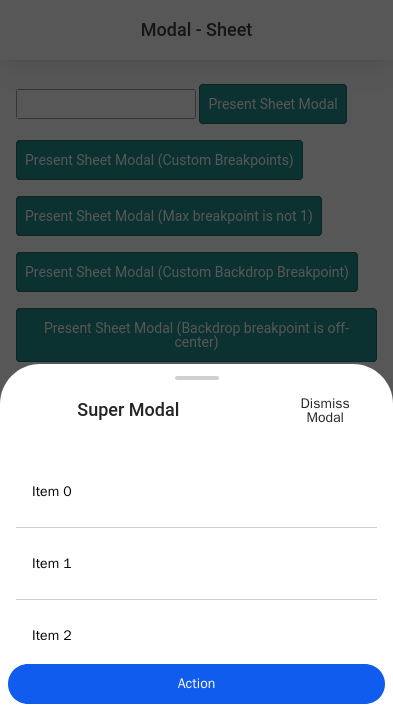 Modal - Sheet
Present Sheet Modal
Present Sheet Modal (Custom Breakpoints)
Present Sheet Modal (Max breakpoint is not 1)
Present Sheet Modal (Custom Backdrop Breakpoint)
Present Sheet Modal (Backdrop breakpoint is off-
center)
Super Modal
Dismiss
Modal
Item 0
Item 1
Item 2
Action